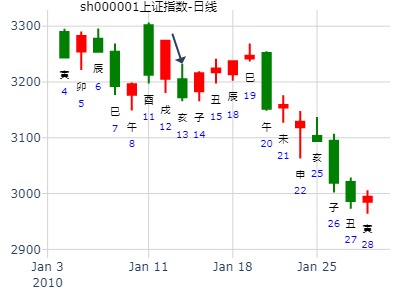 sh000001上证指数-日线
3300
3200
3100
3000
2900
寅
4
卯
5
辰
6
巳
7
午
8
酉
11
戌
12
亥
13
子
14
丑
15
辰
18
巳
19
午
20
未
21
申
22
亥
25
子
26
丑
27
寅
28
Jan 3 Jan 11 Jan 18 Jan 25
2010